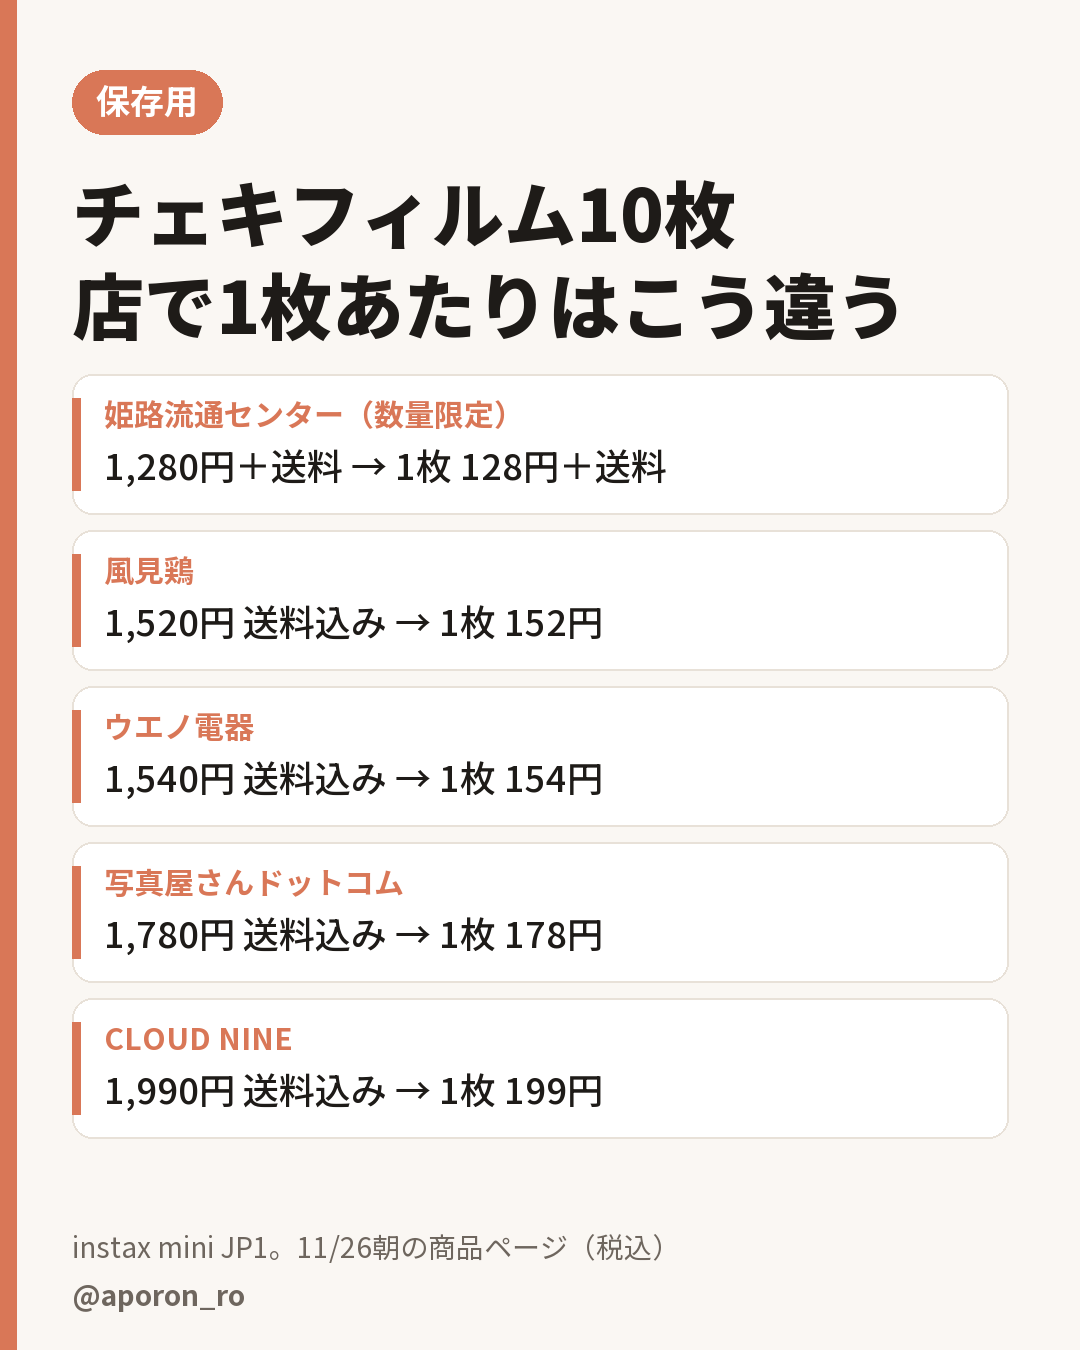 保存用
チェキフィルム10枚
店で1枚あたりはこう違う
姫路流通センター（数量限定）
1,280円＋送料 → 1枚 128円＋送料
風見鶏
1,520円 送料込み → 1枚 152円
ウエノ電器
1,540円 送料込み → 1枚 154円
写真屋さんドットコム
1,780円 送料込み → 1枚 178円
CLOUD NINE
1,990円 送料込み → 1枚 199円
instax mini JP1。11/26朝の商品ページ（税込）
@aporon_ro